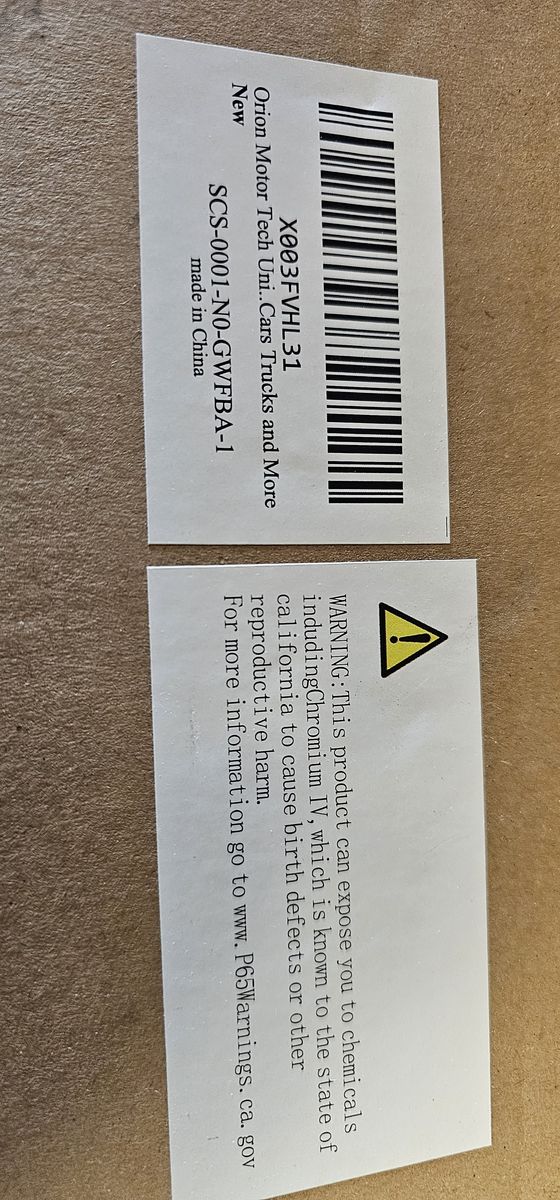 X003FVHL31
Orion Motor Tech Uni..Cars Trucks and More
New
SCS-0001-N0-GWFBA-1
made in China
WARNING:This product can expose you to chemicals
indudingChromium IV,which is known to the state of
california to cause birth defects or other
reproductive harm.
For more information go to www.P65Warnings.ca.gov